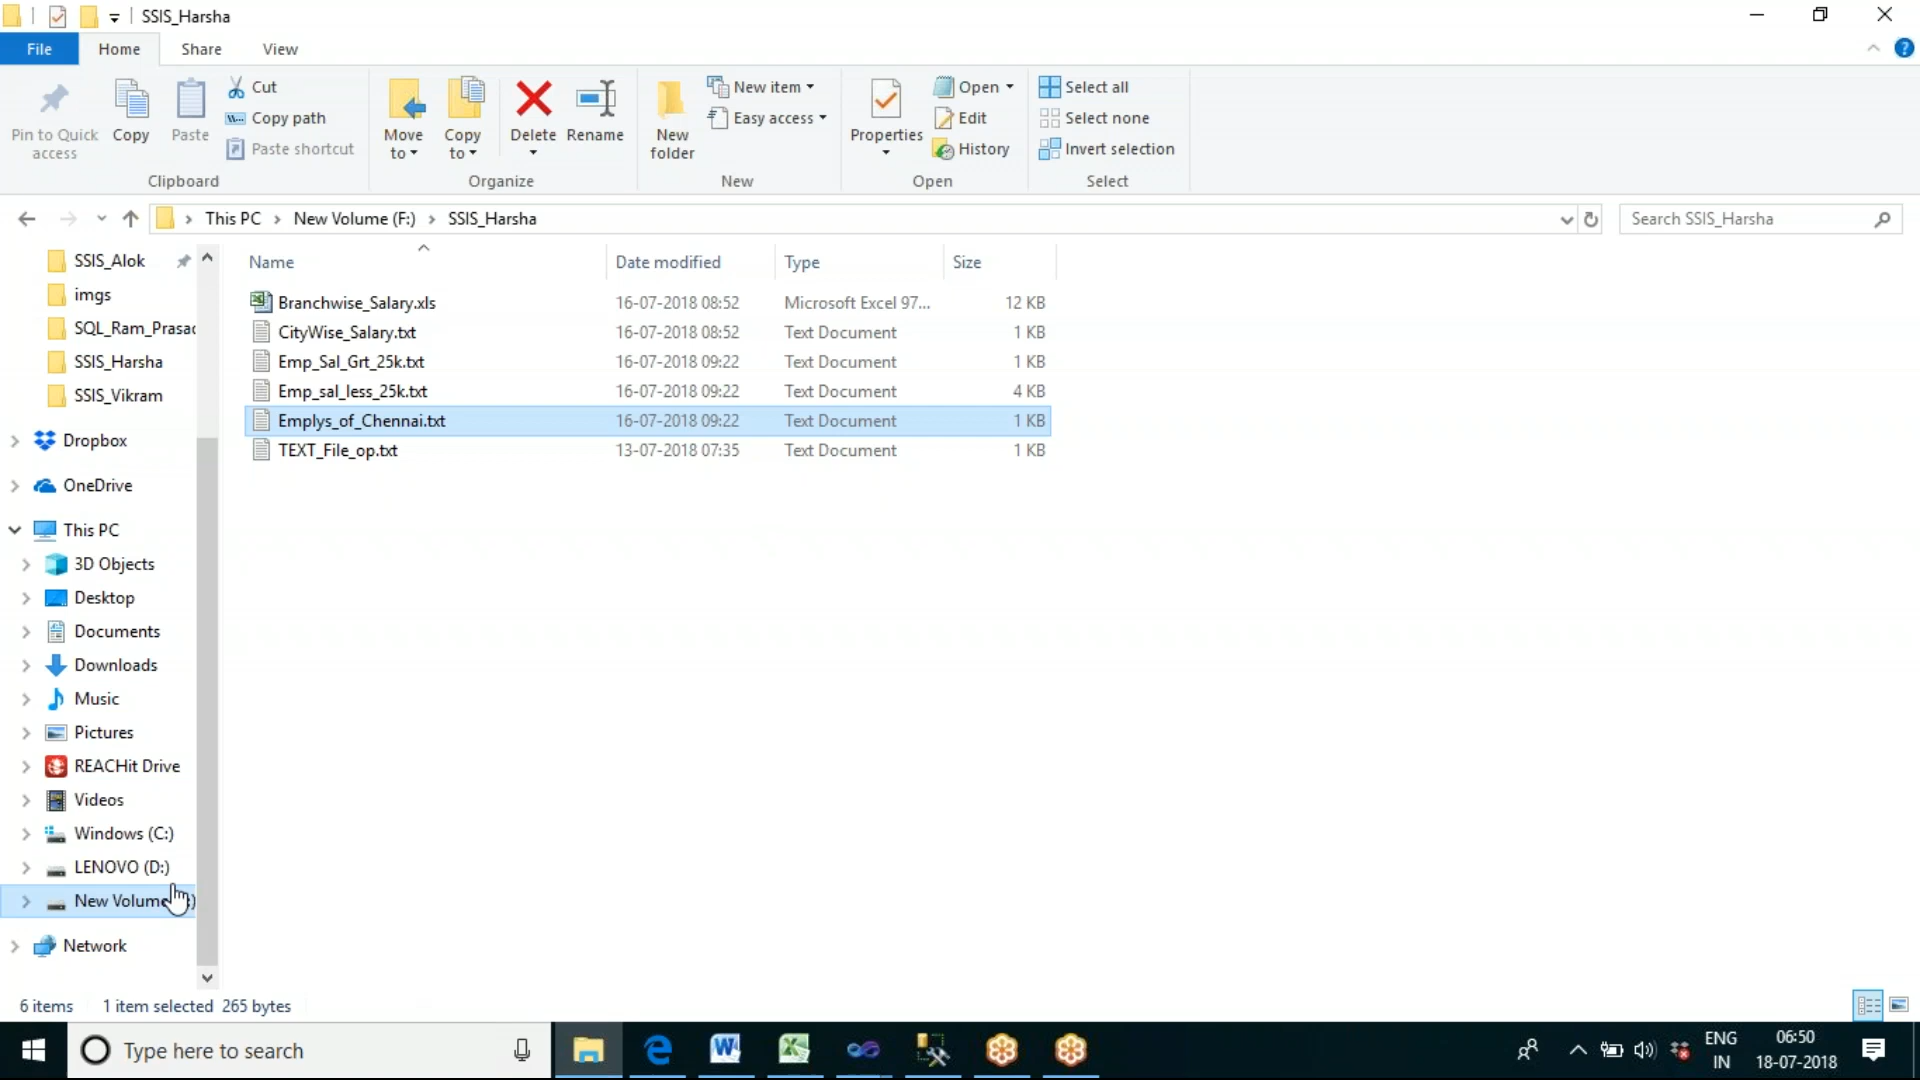 SSIS_Harsha
File Home Share View
Pin to Quick access
Copy
Paste
Cut
Copy path
Paste shortcut
Clipboard
Move to
Copy to
Delete
Rename
Organize
New folder
New item
Easy access
New
Properties
Open
Edit
History
Open
Select all
Select none
Invert selection
Select
This PC › New Volume (F:) › SSIS_Harsha
Search SSIS_Harsha
SSIS_Alok
imgs
SQL_Ram_Prasac
SSIS_Harsha
SSIS_Vikram
Dropbox
OneDrive
This PC
3D Objects
Desktop
Documents
Downloads
Music
Pictures
REACHit Drive
Videos
Windows (C:)
LENOVO (D:)
New Volume
Network
Name Date modified Type Size
Branchwise_Salary.xls 16-07-2018 08:52 Microsoft Excel 97... 12 KB
CityWise_Salary.txt 16-07-2018 08:52 Text Document 1 KB
Emp_Sal_Grt_25k.txt 16-07-2018 09:22 Text Document 1 KB
Emp_sal_less_25k.txt 16-07-2018 09:22 Text Document 4 KB
Emplys_of_Chennai.txt 16-07-2018 09:22 Text Document 1 KB
TEXT_File_op.txt 13-07-2018 07:35 Text Document 1 KB
6 items 1 item selected 265 bytes
Type here to search
ENG
IN
06:50
18-07-2018